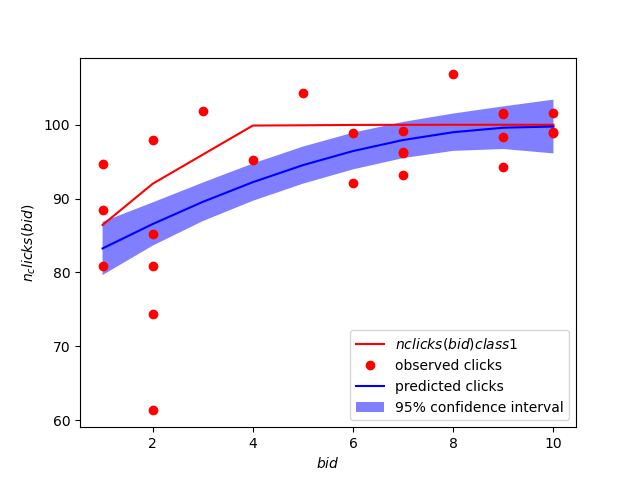 100
90
80
70
60
n_clicks(bid)
nclicks(bid)class1
observed clicks
predicted clicks
95% confidence interval
2 4 6 8 10
bid